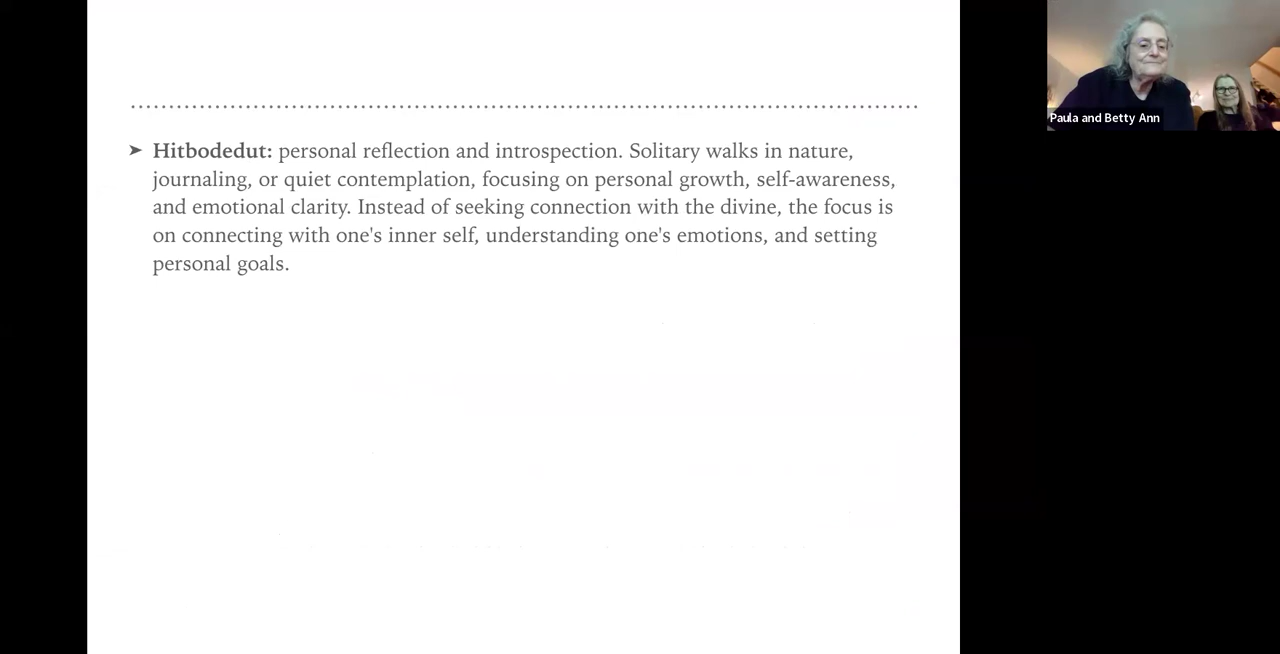 ➤ Hitbodedut: personal reflection and introspection. Solitary walks in nature,
journaling, or quiet contemplation, focusing on personal growth, self-awareness,
and emotional clarity. Instead of seeking connection with the divine, the focus is
on connecting with one's inner self, understanding one's emotions, and setting
personal goals.
Paula and Betty Ann